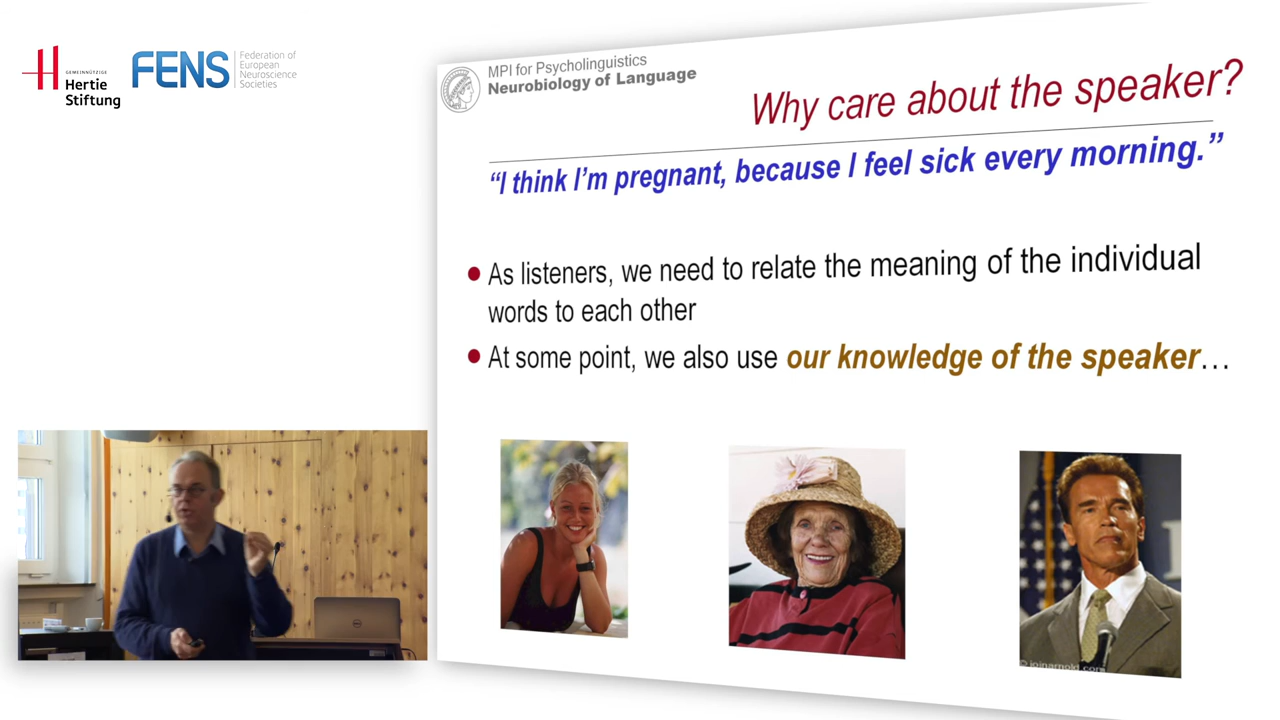 GEMEINNÜTZIGE
Hertie
Stiftung
FENS
Federation of
European
Neuroscience
Societies
MPI for Psycholinguistics
Neurobiology of Language
Why care about the speaker?
“I think I’m pregnant, because I feel sick every morning.”
As listeners, we need to relate the meaning of the individual
words to each other
At some point, we also use our knowledge of the speaker…
© joinarnold.com